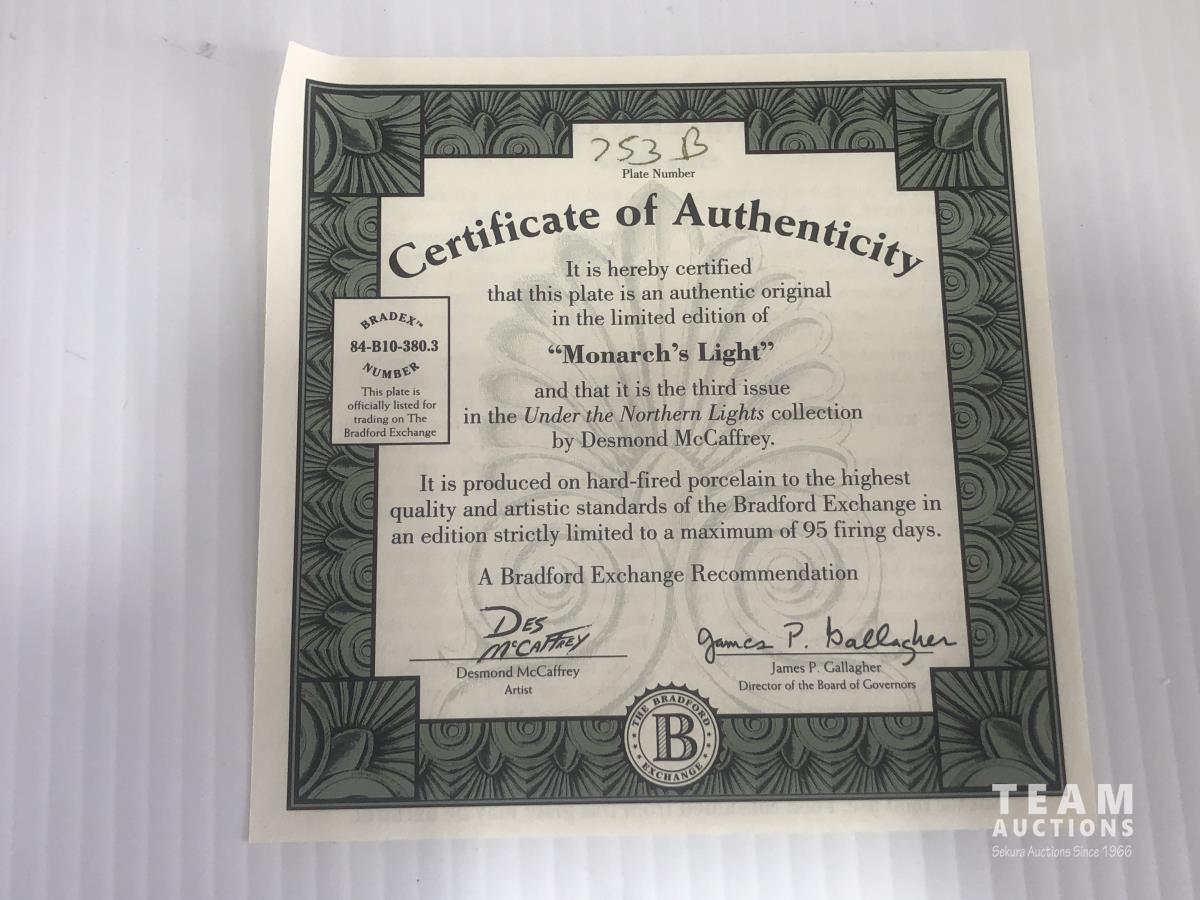 753 B
Plate Number
Certificate of Authenticity
It is hereby certified
that this plate is an authentic original
in the limited edition of
“Monarch’s Light”
and that it is the third issue
in the Under the Northern Lights collection
by Desmond McCaffrey.
BRADEX™
84-B10-380.3
NUMBER
This plate is
officially listed for
trading on The
Bradford Exchange
It is produced on hard-fired porcelain to the highest
quality and artistic standards of the Bradford Exchange in
an edition strictly limited to a maximum of 95 firing days.
A Bradford Exchange Recommendation
DES
McCAFFREY
Desmond McCaffrey
Artist
James P. Gallagher
James P. Gallagher
Director of the Board of Governors
THE BRADFORD
B
EXCHANGE
TEAM
AUCTIONS
Sekura Auctions Since 1966